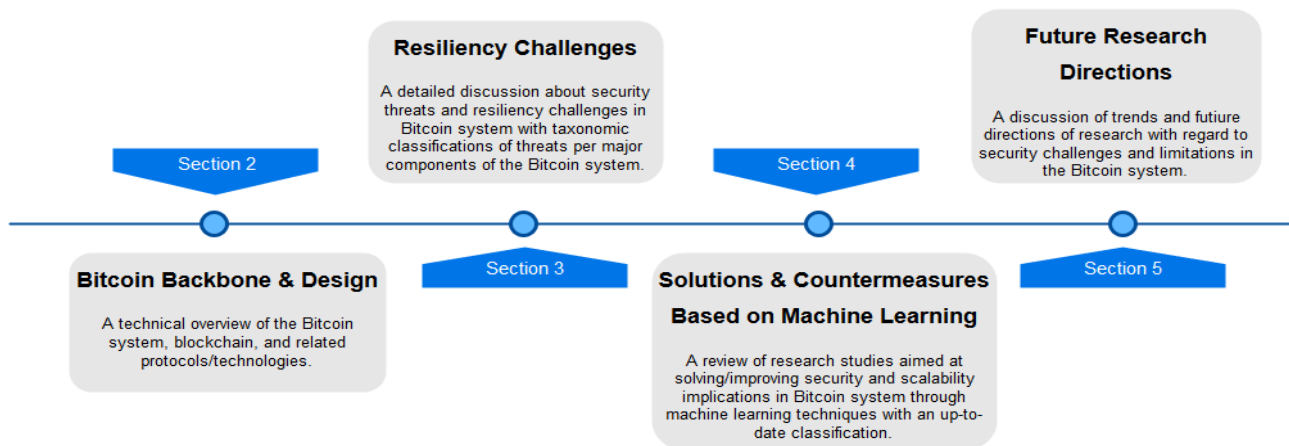 Resiliency Challenges
A detailed discussion about security
threats and resiliency challenges in
Bitcoin system with taxonomic
classifications of threats per major
components of the Bitcoin system.
Future Research
Directions
A discussion of trends and futiure
directions of research with regard to
security challenges and limitations in
the Bitcoin system.
Section 2
Section 4
Bitcoin Backbone & Design
A technical overview of the Bitcoin
system, blockchain, and related
protocols/technologies.
Section 3
Solutions & Countermeasures
Based on Machine Learning
A review of research studies aimed at
solving/improving security and scalability
implications in Bitcoin system through
machine learning techniques with an up-to-
date classification.
Section 5